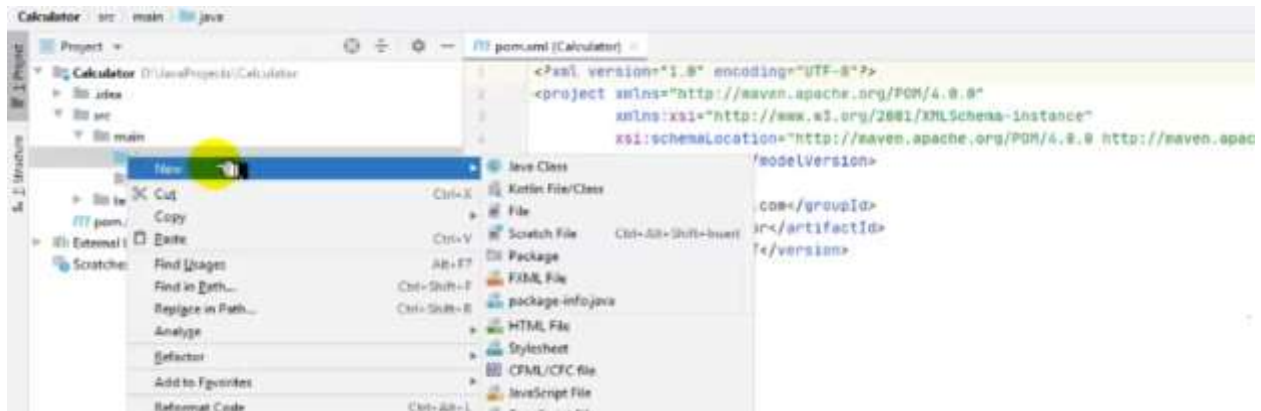 Calculator src main java
Project
pom.xml (Calculator)
1: Project
Calculator D:\JavaProjects\Calculator
.idea
src
main
te
pom.
External L
Scratches
Structure
<?xml version="1.0" encoding="UTF-8"?>
<project xmlns="http://maven.apache.org/POM/4.0.0"
xmlns:xsi="http://www.w3.org/2001/XMLSchema-instance"
xsi:schemaLocation="http://maven.apache.org/POM/4.0.0 http://maven.apac
/modelVersion>
.com</groupId>
or</artifactId>
</version>
New
Cut Ctrl+X
Copy
Paste Ctrl+V
Find Usages Alt+F7
Find in Path... Ctrl+Shift+F
Replace in Path... Ctrl+Shift+R
Analyze
Refactor
Add to Favorites
Reformat Code Ctrl+Alt+L
Java Class
Kotlin File/Class
File
Scratch File Ctrl+Alt+Shift+Insert
Package
FXML File
package-info.java
HTML File
Stylesheet
CFML/CFC file
JavaScript File